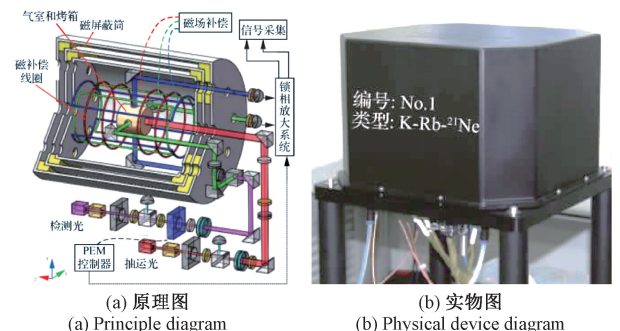 气室和烤箱
磁屏蔽筒
磁场补偿
信号采集
磁补偿
线圈
锁相放大系统
检测光
PEM
控制器
抽运光
(a) 原理图
(a) Principle diagram
编号: No.1
类型: K-Rb-²¹Ne
(b) 实物图
(b) Physical device diagram